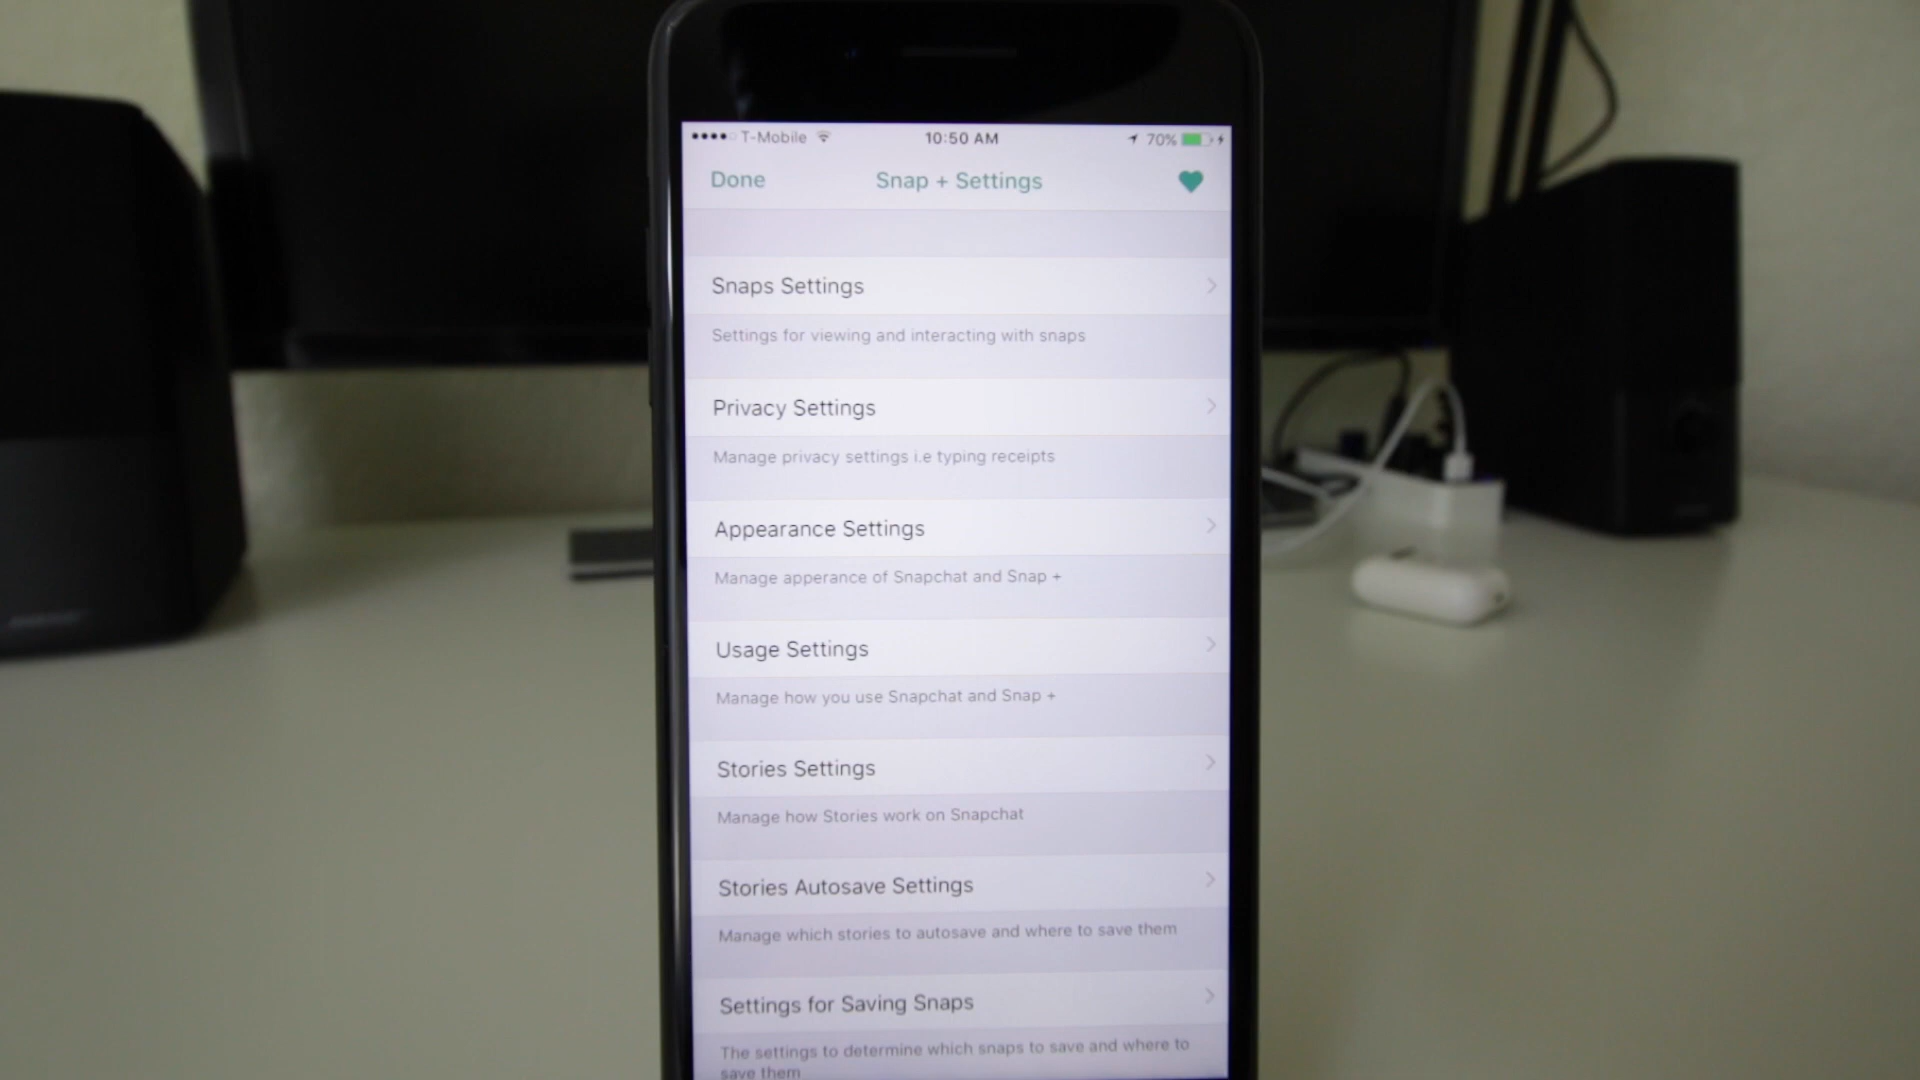 T-Mobile 10:50 AM 70%
Done Snap + Settings
Snaps Settings
Settings for viewing and interacting with snaps
Privacy Settings
Manage privacy settings i.e typing receipts
Appearance Settings
Manage apperance of Snapchat and Snap +
Usage Settings
Manage how you use Snapchat and Snap +
Stories Settings
Manage how Stories work on Snapchat
Stories Autosave Settings
Manage which stories to autosave and where to save them
Settings for Saving Snaps
The settings to determine which snaps to save and where to
save them